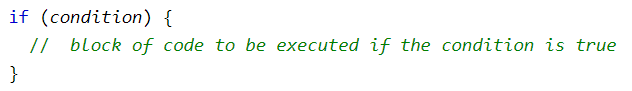 if (condition) {
  //  block of code to be executed if the condition is true
}